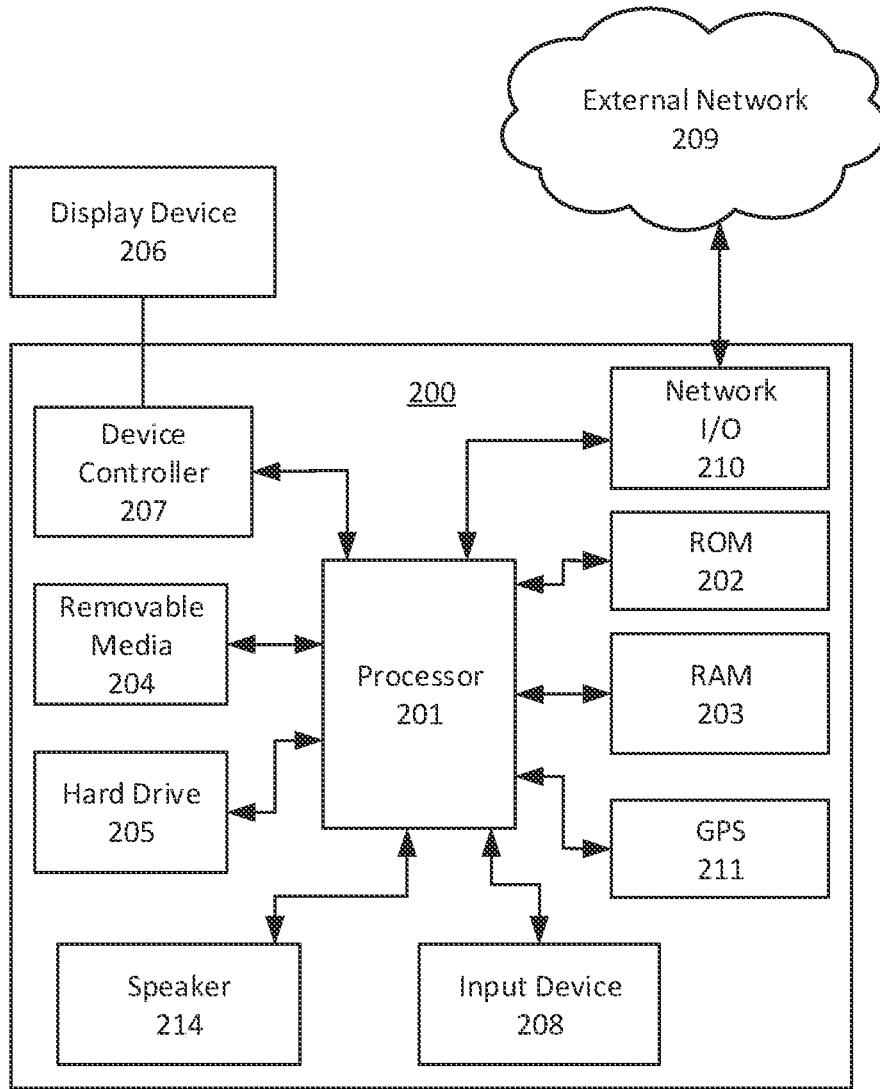 External Network
209
Display Device
206
200
Network
I/O
210
Device
Controller
207
ROM
202
Removable
Media
204
Processor
201
RAM
203
Hard Drive
205
GPS
211
Speaker
214
Input Device
208